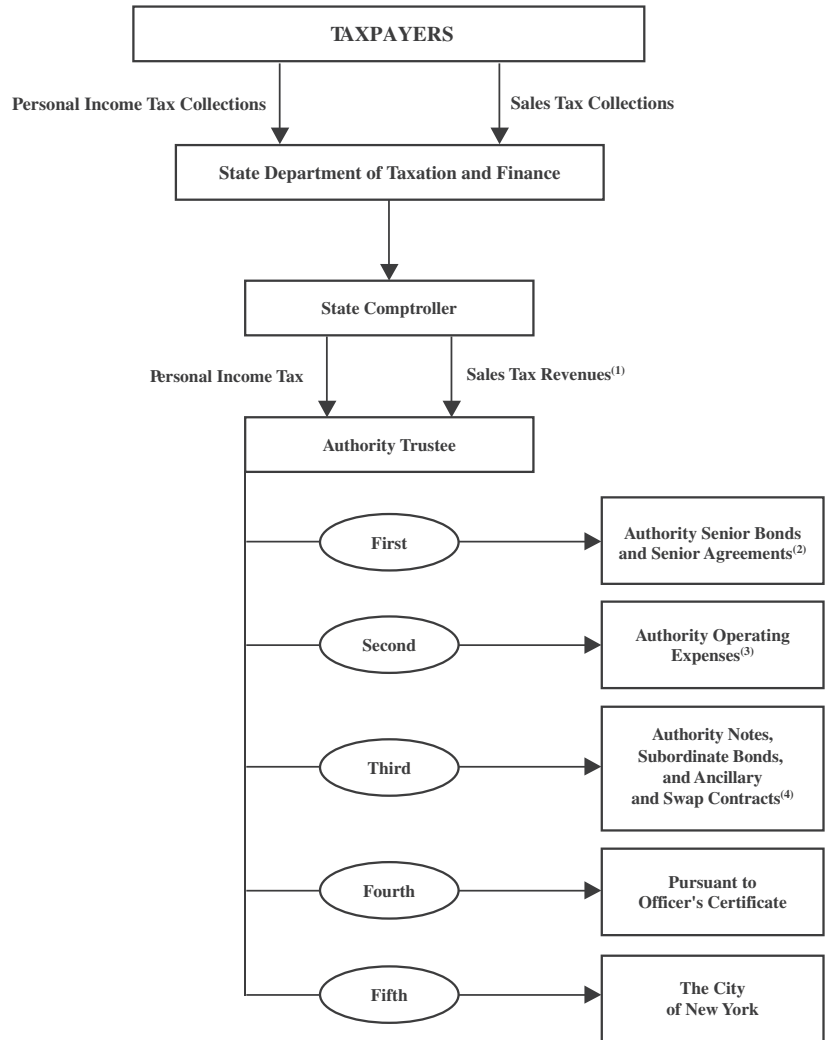 TAXPAYERS
Personal Income Tax Collections
Sales Tax Collections
State Department of Taxation and Finance
State Comptroller
Personal Income Tax
Sales Tax Revenues(1)
Authority Trustee
First
Authority Senior Bonds
and Senior Agreements(2)
Second
Authority Operating
Expenses(3)
Third
Authority Notes,
Subordinate Bonds,
and Ancillary
and Swap Contracts(4)
Fourth
Pursuant to
Officer's Certificate
Fifth
The City
of New York